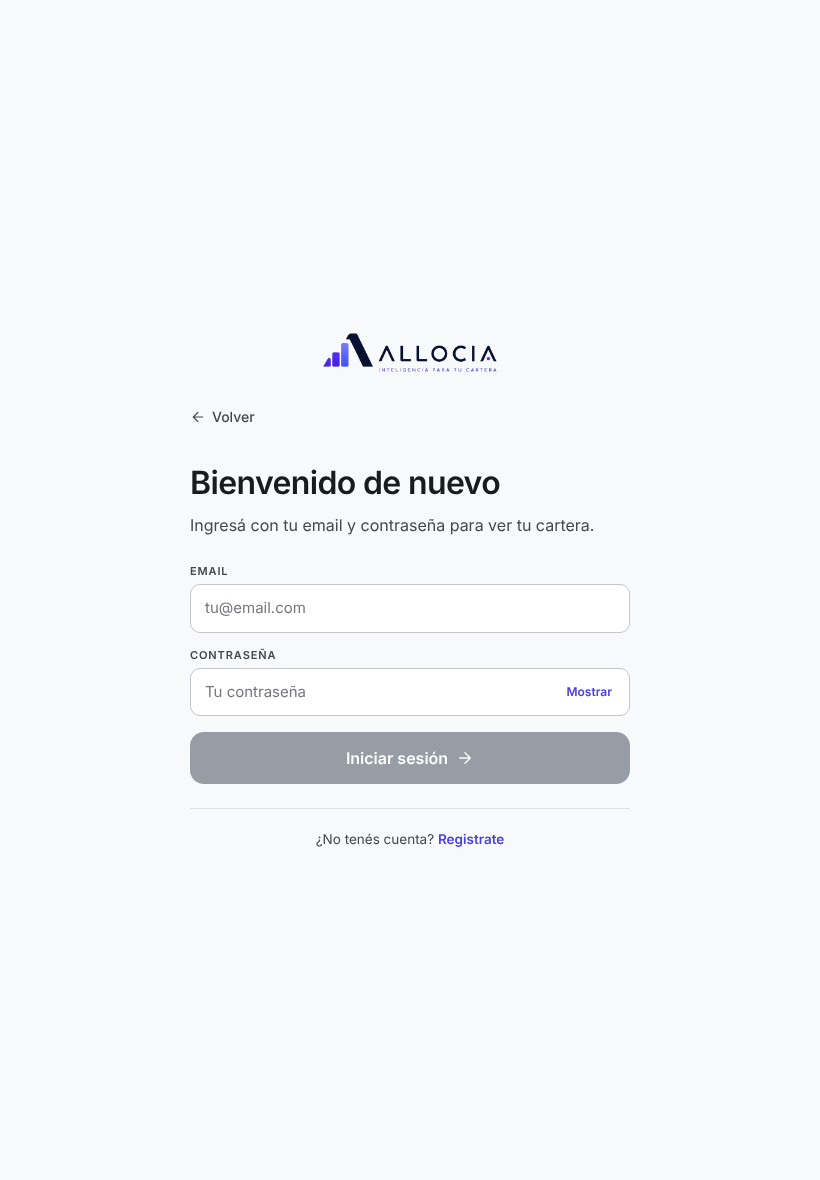 ALLOCIA
INTELIGENCIA PARA TU CARTERA
Volver
Bienvenido de nuevo
Ingresá con tu email y contraseña para ver tu cartera.
EMAIL
tu@email.com
CONTRASEÑA
Tu contraseña Mostrar
Iniciar sesión
¿No tenés cuenta? Registrate